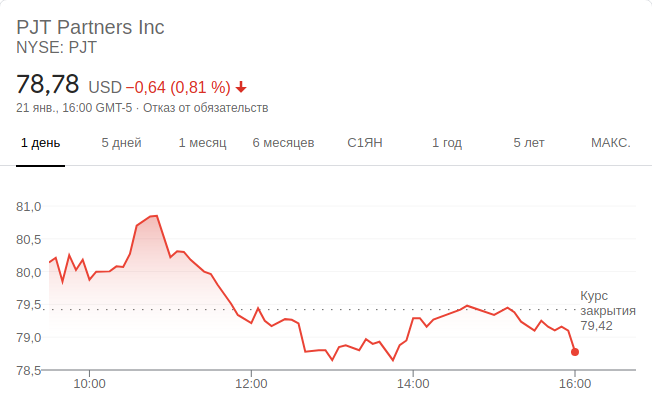 PJT Partners Inc
NYSE: PJT
78,78 USD −0,64 (0,81 %)
21 янв., 16:00 GMT-5 · Отказ от обязательств
1 день 5 дней 1 месяц 6 месяцев С1ЯН 1 год 5 лет МАКС.
81,0
80,5
80,0
79,5
79,0
78,5
Курс
закрытия
79,42
10:00 12:00 14:00 16:00